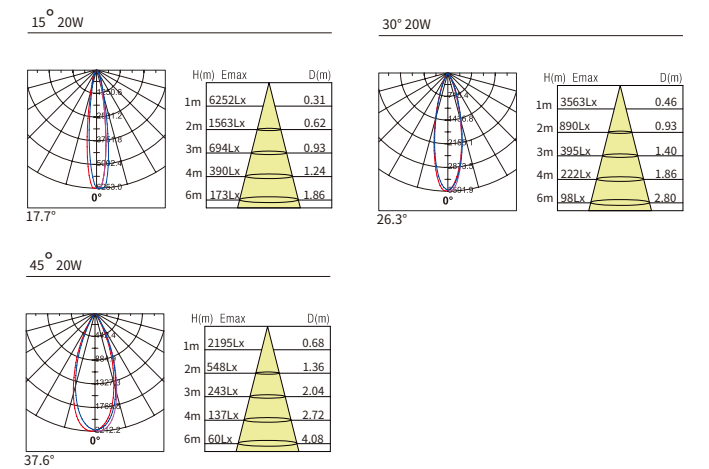 15° 20W
H(m) Emax D(m)
1m 6252Lx 0.31
2m 1563Lx 0.62
3m 694Lx 0.93
4m 390Lx 1.24
6m 173Lx 1.86
0°
17.7°
30° 20W
H(m) Emax D(m)
1m 3563Lx 0.46
2m 890Lx 0.93
3m 395Lx 1.40
4m 222Lx 1.86
6m 98Lx 2.80
0°
26.3°
45° 20W
H(m) Emax D(m)
1m 2195Lx 0.68
2m 548Lx 1.36
3m 243Lx 2.04
4m 137Lx 2.72
6m 60Lx 4.08
0°
37.6°